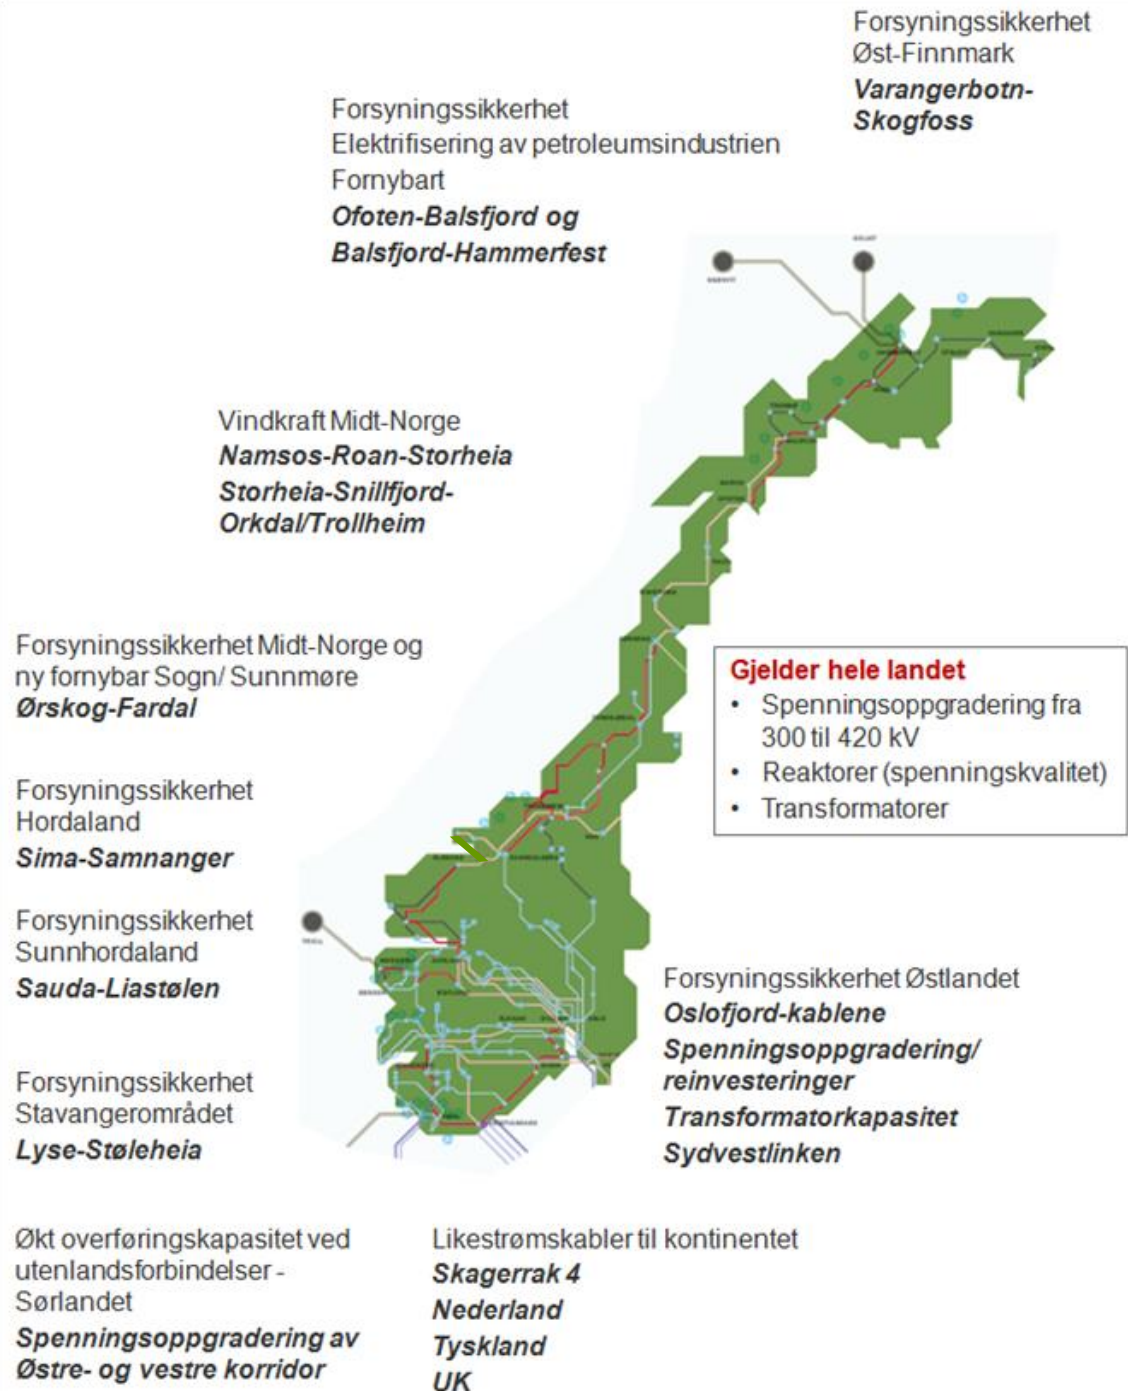 Forsyningssikkerhet
Øst-Finnmark
Varangerbotn-
Skogfoss
Forsyningssikkerhet
Elektrifisering av petroleumsindustrien
Fornybart
Ofoten-Balsfjord og
Balsfjord-Hammerfest
Vindkraft Midt-Norge
Namsos-Roan-Storheia
Storheia-Snillfjord-
Orkdal/Trollheim
Forsyningssikkerhet Midt-Norge og
ny fornybar Sogn/ Sunnmøre
Ørskog-Fardal
Gjelder hele landet
• Spenningsoppgradering fra
300 til 420 kV
• Reaktorer (spenningskvalitet)
• Transformatorer
Forsyningssikkerhet
Hordaland
Sima-Samnanger
Forsyningssikkerhet
Sunnhordaland
Sauda-Liastølen
Forsyningssikkerhet
Stavangerområdet
Lyse-Støleheia
Forsyningssikkerhet Østlandet
Oslofjord-kablene
Spenningsoppgradering/
reinvesteringer
Transformatorkapasitet
Sydvestlinken
Økt overføringskapasitet ved
utenlandsforbindelser -
Sørlandet
Spenningsoppgradering av
Østre- og vestre korridor
Likestrømskabler til kontinentet
Skagerrak 4
Nederland
Tyskland
UK